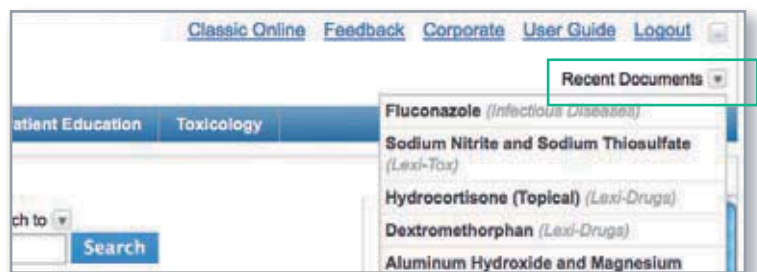 Classic Online Feedback Corporate User Guide Logout
Recent Documents
atient Education Toxicology
Fluconazole (Infectious Diseases)
Sodium Nitrite and Sodium Thiosulfate
(Lexi-Tox)
Hydrocortisone (Topical) (Lexi-Drugs)
ch to
Dextromethorphan (Lexi-Drugs)
Search
Aluminum Hydroxide and Magnesium